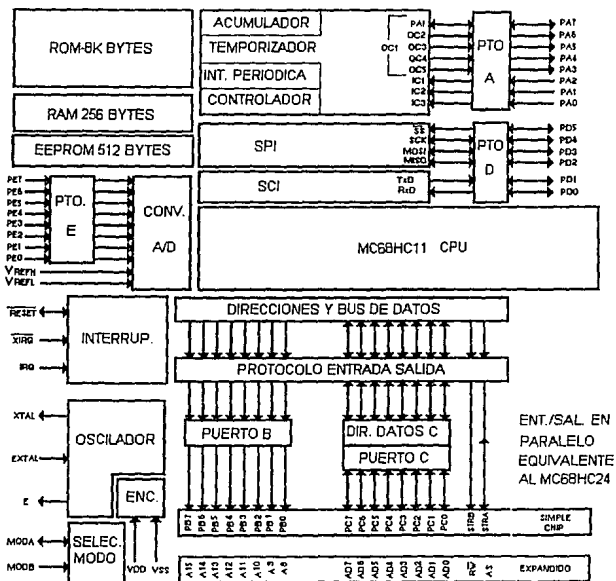 ROM-8K BYTES
RAM 256 BYTES
EEPROM 512 BYTES
ACUMULADOR
TEMPORIZADOR
INT. PERIODICA
CONTROLADOR
PAI
OC2
OC3
OC4
OC5
IC1
IC2
IC3
OC1
PTO
A
PA7
PA6
PA5
PA4
PA3
PA2
PA1
PA0
SPI
SS
SCK
MOSI
MISO
SCI
TxD
RxD
PTO
D
PD5
PD4
PD3
PD2
PD1
PD0
PE7
PE6
PE5
PE4
PE3
PE2
PE1
PE0
VREFH
VREFL
PTO.
E
CONV.
A/D
MC68HC11 CPU
RESET
XIRQ
IRQ
INTERRUP.
DIRECCIONES Y BUS DE DATOS
PROTOCOLO ENTRADA SALIDA
XTAL
EXTAL
E
OSCILADOR
ENC.
PUERTO B
DIR. DATOS C
PUERTO C
ENT./SAL. EN
PARALELO
EQUIVALENTE
AL MC68HC24
MODA
MODB
SELEC.
MODO
VDD
VSS
PB7
PB6
PB5
PB4
PB3
PB2
PB1
PB0
PC7
PC6
PC5
PC4
PC3
PC2
PC1
PC0
STRB
STRA
SIMPLE
CHIP
A15
A14
A13
A12
A11
A10
A9
A8
AD7
AD6
AD5
AD4
AD3
AD2
AD1
AD0
R/W
AS
EXPANDIDO